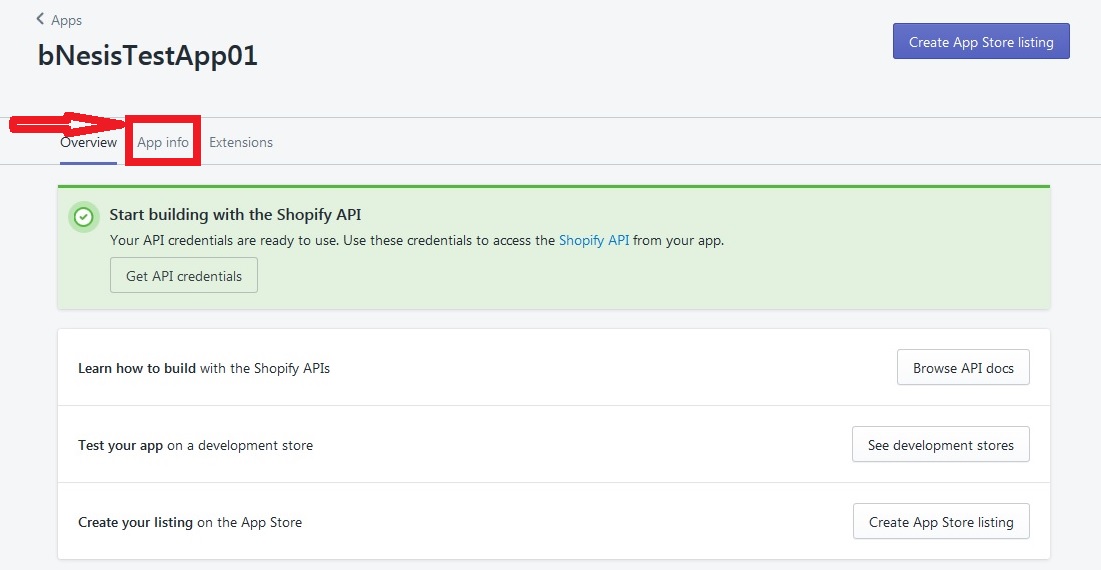 Apps
bNesisTestApp01
Create App Store listing
Overview App info Extensions
Start building with the Shopify API
Your API credentials are ready to use. Use these credentials to access the Shopify API from your app.
Get API credentials
Learn how to build with the Shopify APIs
Browse API docs
Test your app on a development store
See development stores
Create your listing on the App Store
Create App Store listing